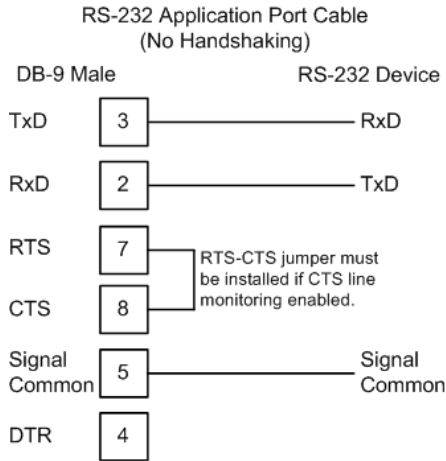 RS-232 Application Port Cable
(No Handshaking)
DB-9 Male RS-232 Device
TxD 3 RxD
RxD 2 TxD
RTS 7
RTS-CTS jumper must
be installed if CTS line
monitoring enabled.
CTS 8
Signal Common 5 Signal Common
DTR 4